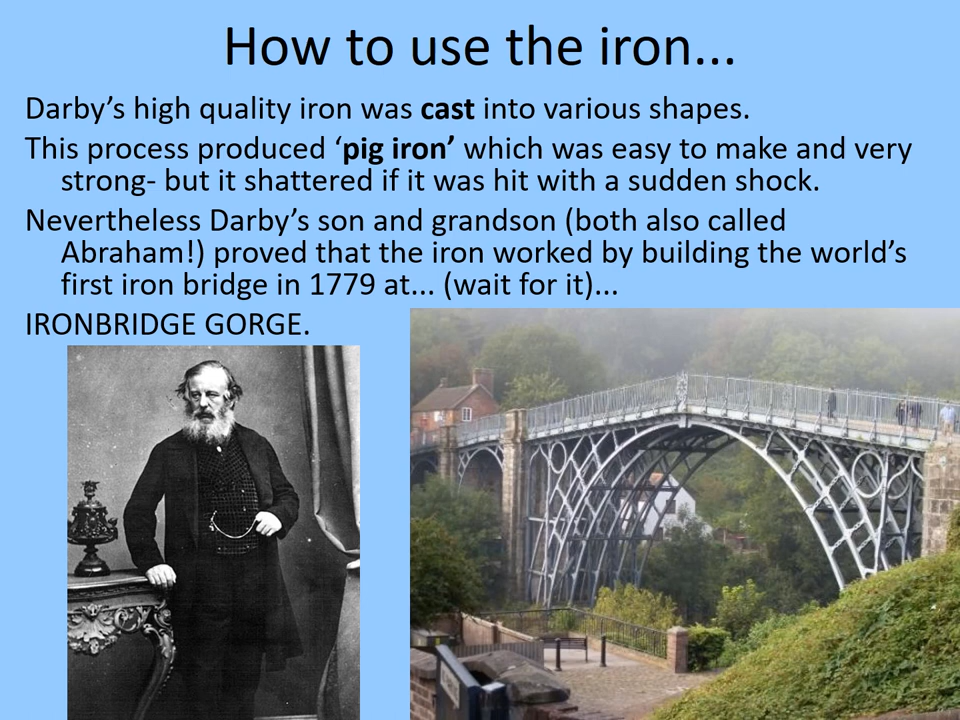 How to use the iron...
Darby’s high quality iron was cast into various shapes.
This process produced ‘pig iron’ which was easy to make and very
strong- but it shattered if it was hit with a sudden shock.
Nevertheless Darby’s son and grandson (both also called
Abraham!) proved that the iron worked by building the world’s
first iron bridge in 1779 at... (wait for it)...
IRONBRIDGE GORGE.